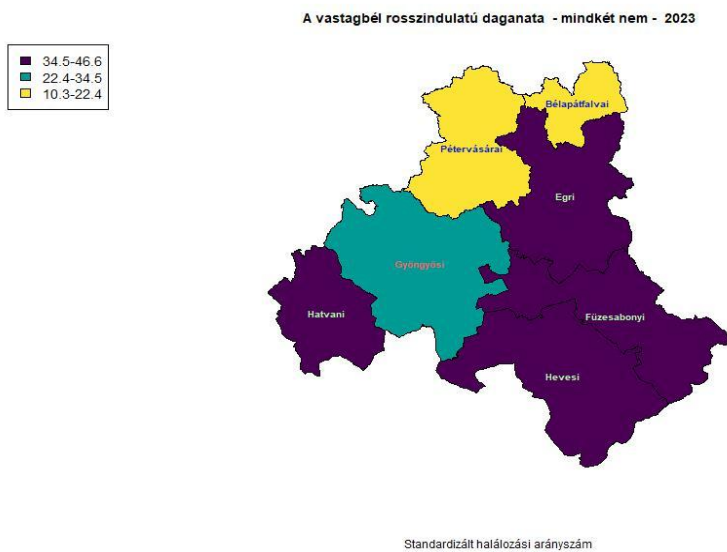 A vastagbél rosszindulatú daganata - mindkét nem - 2023
34.5-46.6
22.4-34.5
10.3-22.4
Bélapátfalvai
Pétervásárai
Egri
Gyöngyösi
Hatvani
Füzesabonyi
Hevesi
Standardizált halálozási arányszám